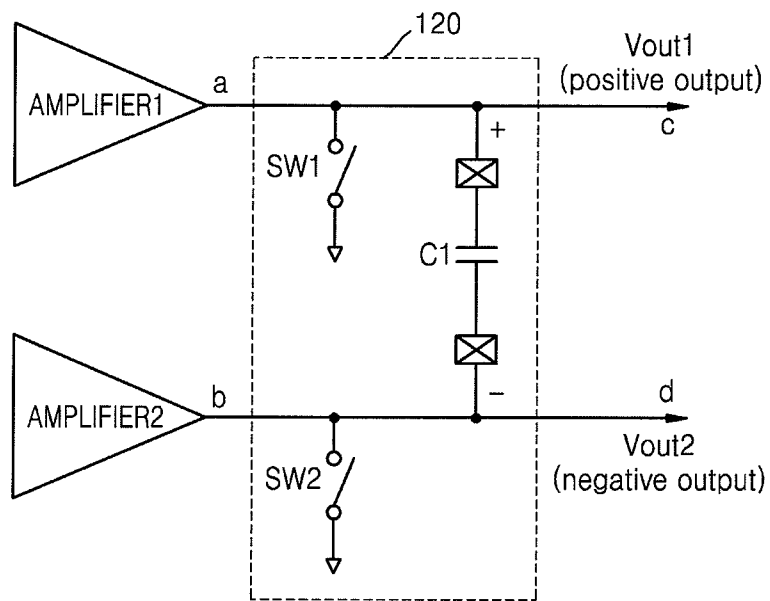 120
Vout1
(positive output)
AMPLIFIER1
a
c
+
SW1
C1
AMPLIFIER2
b
−
d
Vout2
(negative output)
SW2